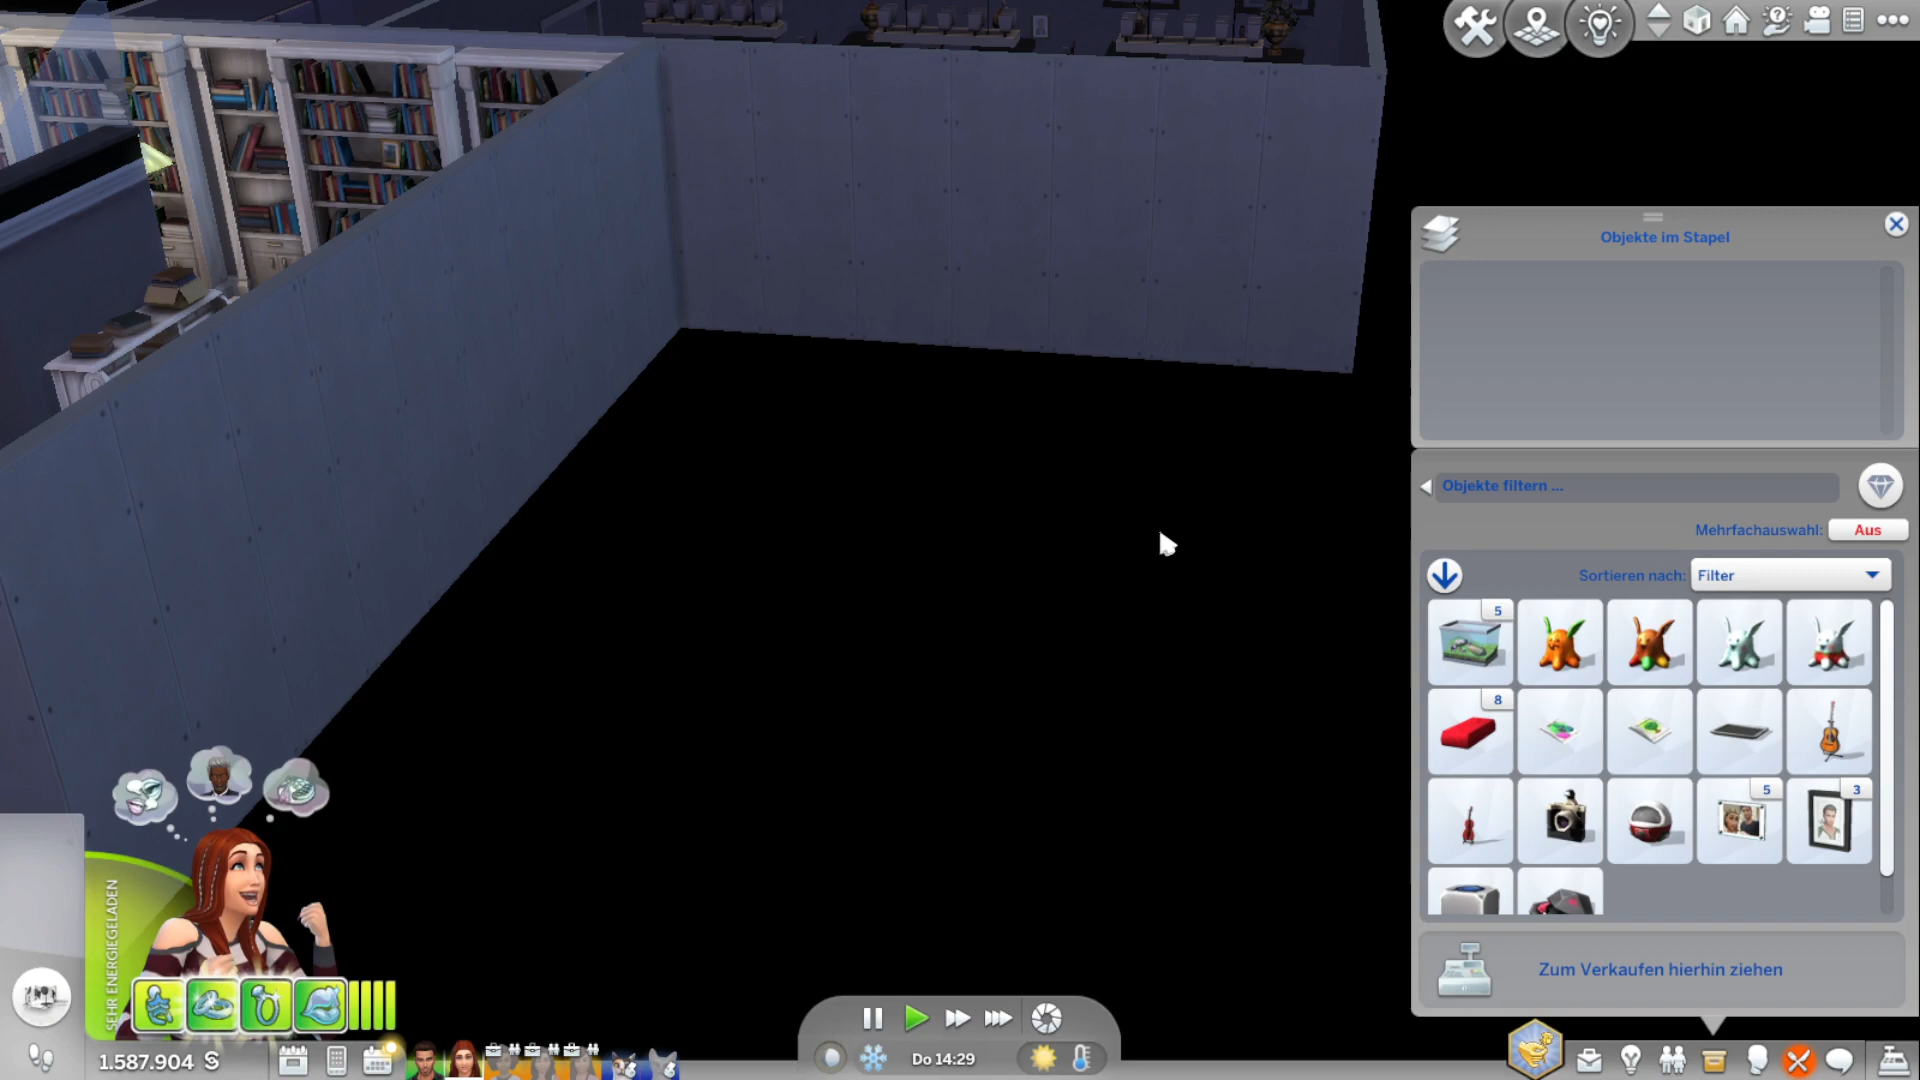 Objekte im Stapel
Objekte filtern ...
Mehrfachauswahl: Aus
Sortieren nach: Filter
5
8
5
3
Zum Verkaufen hierhin ziehen
SEHR ENERGIEGELADEN
1.587.904 S
Do 14:29